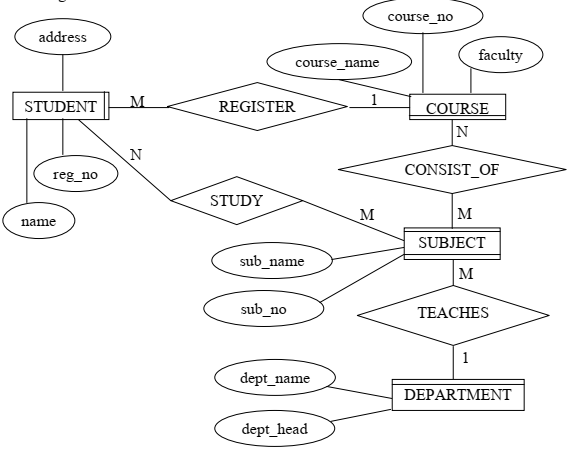 course_no
address
course_name
faculty
STUDENT
M
REGISTER
1
COURSE
N
N
CONSIST_OF
reg_no
STUDY
name
M
M
SUBJECT
sub_name
M
sub_no
TEACHES
1
dept_name
DEPARTMENT
dept_head